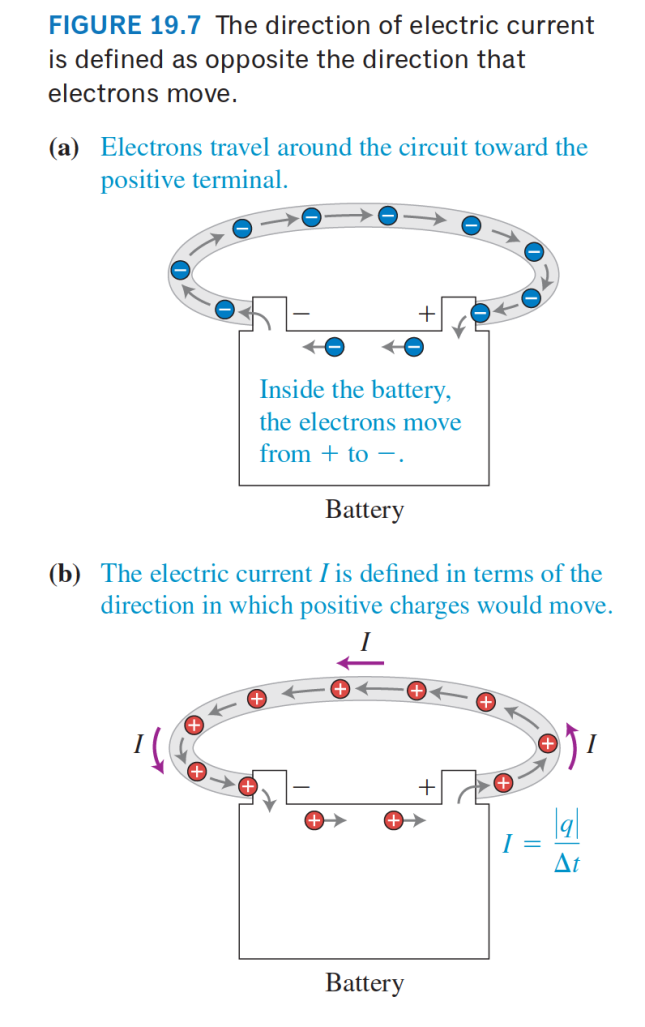 FIGURE 19.7 The direction of electric current
is defined as opposite the direction that
electrons move.
(a) Electrons travel around the circuit toward the
positive terminal.
− +
Inside the battery,
the electrons move
from + to −.
Battery
(b) The electric current I is defined in terms of the
direction in which positive charges would move.
I
I I
− +
I = |q| / Δt
Battery